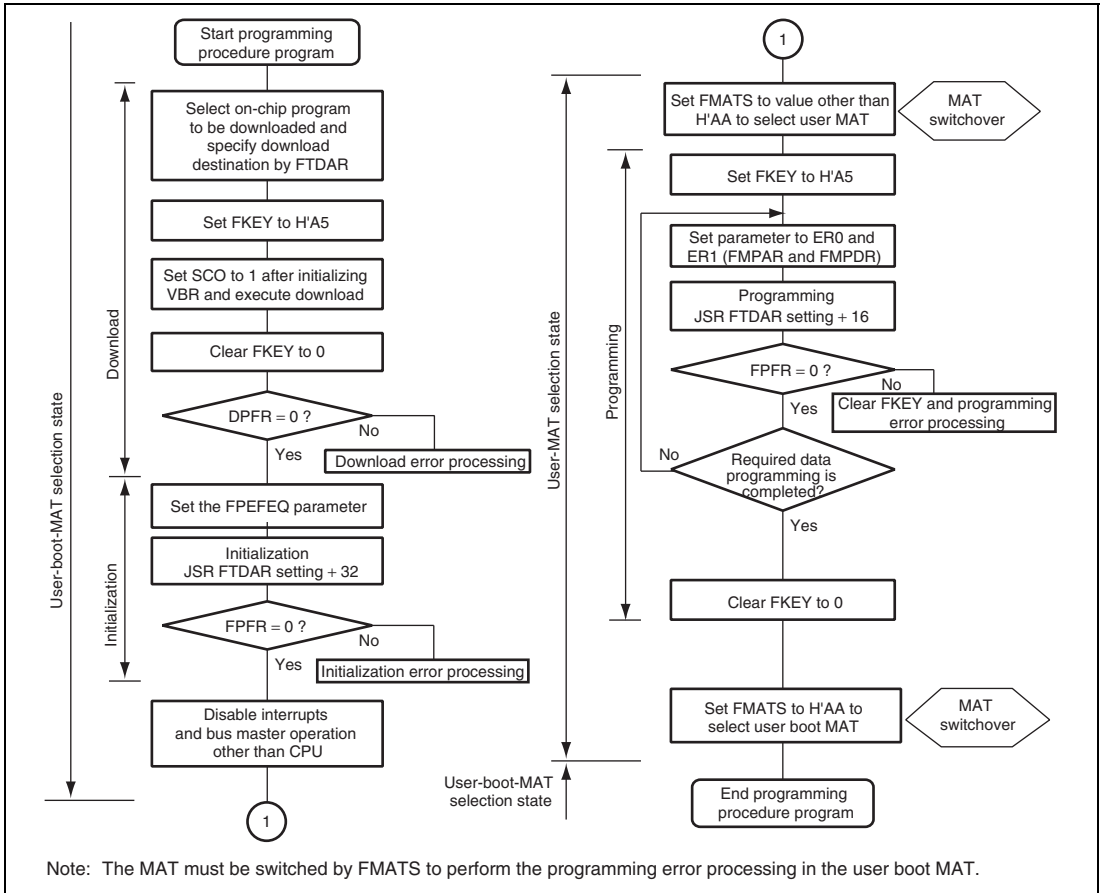 Start programming
procedure program
Select on-chip program
to be downloaded and
specify download
destination by FTDAR
Set FKEY to H'A5
Set SCO to 1 after initializing
VBR and execute download
Clear FKEY to 0
DPFR = 0 ?
No
Yes
Download error processing
Set the FPEFEQ parameter
Initialization
JSR FTDAR setting + 32
FPFR = 0 ?
No
Yes
Initialization error processing
Disable interrupts
and bus master operation
other than CPU
1
Download
Initialization
User-boot-MAT selection state
1
Set FMATS to value other than
H'AA to select user MAT
MAT
switchover
Set FKEY to H'A5
Set parameter to ER0 and
ER1 (FMPAR and FMPDR)
Programming
JSR FTDAR setting + 16
FPFR = 0 ?
No
Yes
Clear FKEY and programming
error processing
No
Required data
programming is
completed?
Yes
Clear FKEY to 0
Set FMATS to H'AA to
select user boot MAT
MAT
switchover
End programming
procedure program
Programming
User-MAT selection state
User-boot-MAT
selection state
Note: The MAT must be switched by FMATS to perform the programming error processing in the user boot MAT.